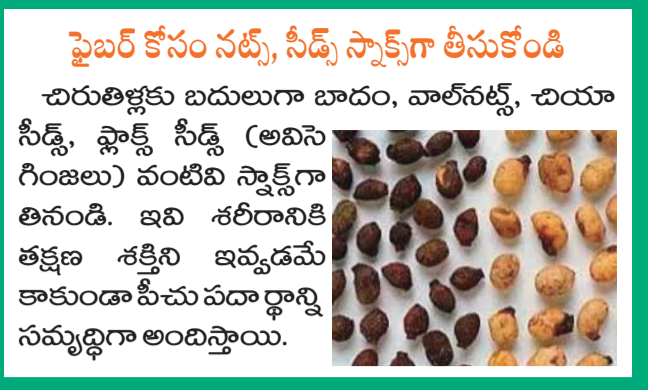 ఫైబర్ కోసం నట్స్, సీడ్స్ స్నాక్స్‌గా తీసుకోండి
చిరుతిళ్లకు బదులుగా బాదం, వాల్‌నట్స్, చియా
సీడ్స్, ఫ్లాక్స్ సీడ్స్ (అవిసె
గింజలు) వంటివి స్నాక్స్‌గా
తినండి. ఇవి శరీరానికి
తక్షణ శక్తిని ఇవ్వడమే
కాకుండా పీచు పదార్థాన్ని
సమృద్ధిగా అందిస్తాయి.